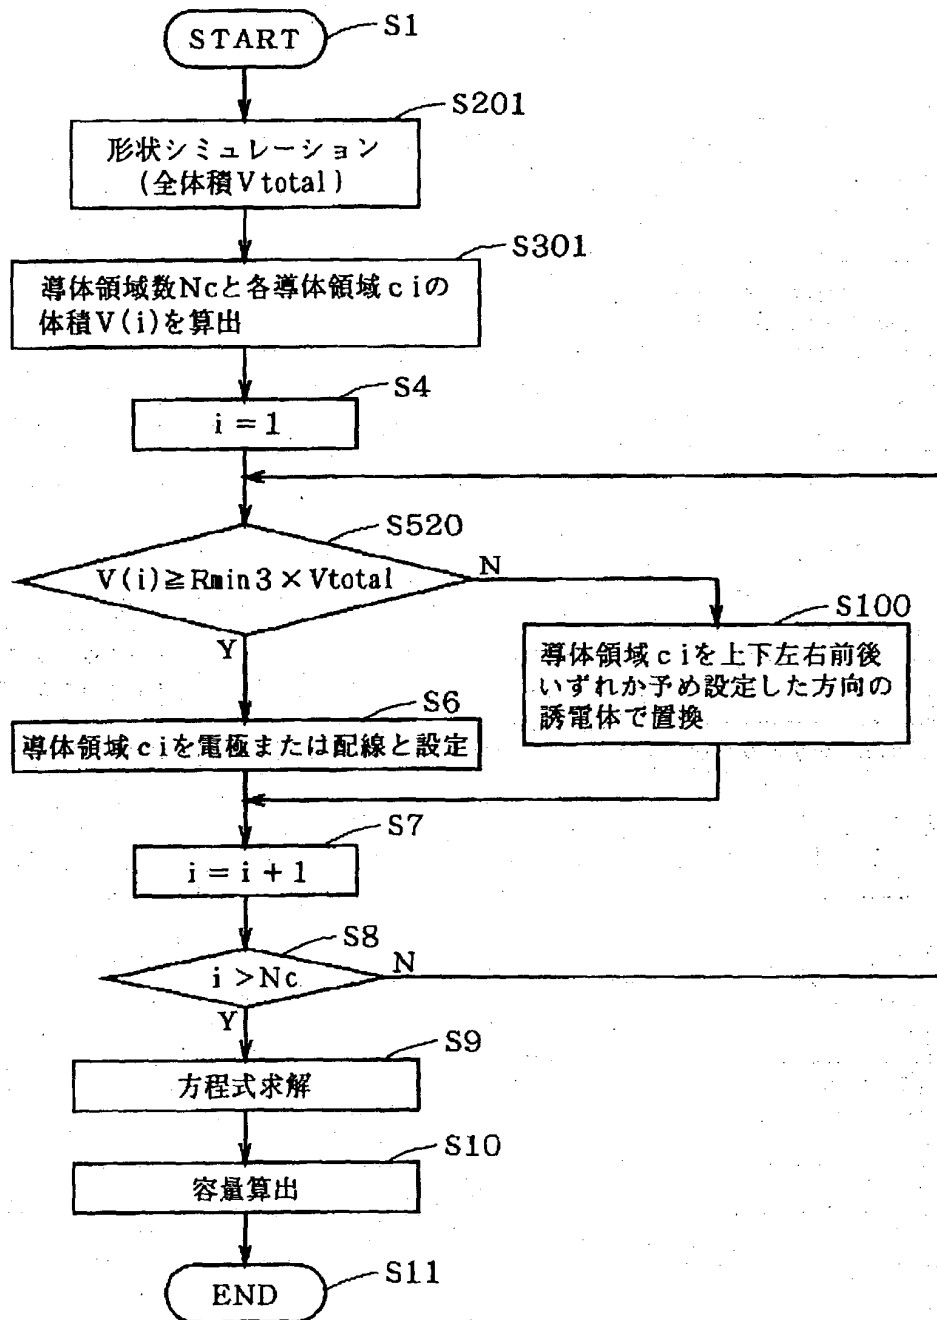 START
S1
S201
形状シミュレーション
(全体積Vtotal)
S301
導体領域数Ncと各導体領域ciの
体積V(i)を算出
S4
i=1
S520
V(i)≧Rmin3×Vtotal
N
Y
S100
導体領域ciを上下左右前後
いずれか予め設定した方向の
誘電体で置換
S6
導体領域ciを電極または配線と設定
S7
i=i+1
S8
i>Nc
N
Y
S9
方程式求解
S10
容量算出
END
S11